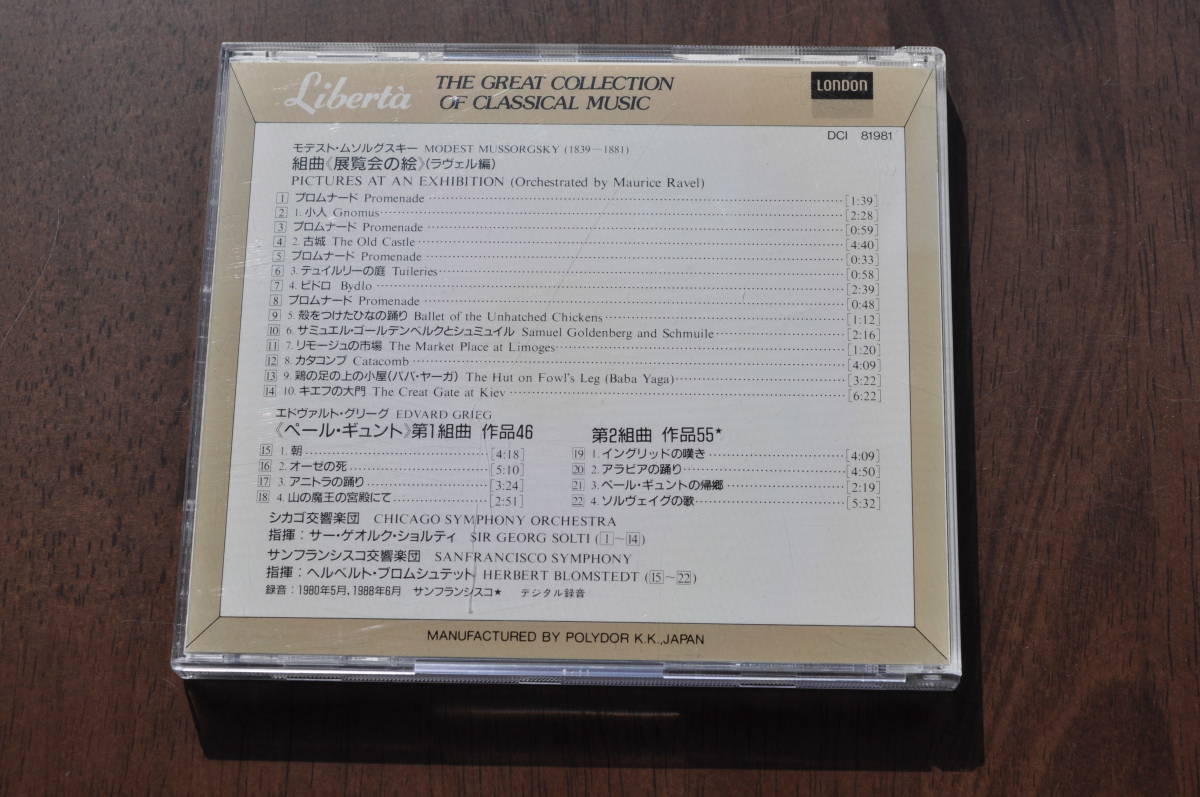 Libertà
THE GREAT COLLECTION
OF CLASSICAL MUSIC
LONDON
DCI 81981
モデスト・ムソルグスキー MODEST MUSSORGSKY (1839—1881)
組曲《展覧会の絵》(ラヴェル編)
PICTURES AT AN EXHIBITION (Orchestrated by Maurice Ravel)
1 プロムナード Promenade [1:39]
2 1. 小人 Gnomus [2:28]
3 プロムナード Promenade [0:59]
4 2. 古城 The Old Castle [4:40]
5 プロムナード Promenade [0:33]
6 3. テュイルリーの庭 Tuileries [0:58]
7 4. ビドロ Bydlo [2:39]
8 プロムナード Promenade [0:48]
9 5. 殻をつけたひなの踊り Ballet of the Unhatched Chickens [1:12]
10 6. サミュエル・ゴールデンベルクとシュミュイル Samuel Goldenberg and Schmuile [2:16]
11 7. リモージュの市場 The Market Place at Limoges [1:20]
12 8. カタコンブ Catacomb [4:09]
13 9. 鶏の足の上の小屋(ババ・ヤーガ) The Hut on Fowl's Leg (Baba Yaga) [3:22]
14 10. キエフの大門 The Creat Gate at Kiev [6:22]
エドヴァルト・グリーグ EDVARD GRIEG
《ペール・ギュント》第1組曲 作品46
15 1. 朝 [4:18]
16 2. オーゼの死 [5:10]
17 3. アニトラの踊り [3:24]
18 4. 山の魔王の宮殿にて [2:51]
第2組曲 作品55★
19 1. イングリッドの嘆き [4:09]
20 2. アラビアの踊り [4:50]
21 3. ペール・ギュントの帰郷 [2:19]
22 4. ソルヴェイグの歌 [5:32]
シカゴ交響楽団 CHICAGO SYMPHONY ORCHESTRA
指揮：サー・ゲオルク・ショルティ SIR GEORG SOLTI (1～14)
サンフランシスコ交響楽団 SANFRANCISCO SYMPHONY
指揮：ヘルベルト・ブロムシュテット HERBERT BLOMSTEDT (15～22)
録音：1980年5月, 1988年6月 サンフランシスコ★ デジタル録音
MANUFACTURED BY POLYDOR K.K., JAPAN